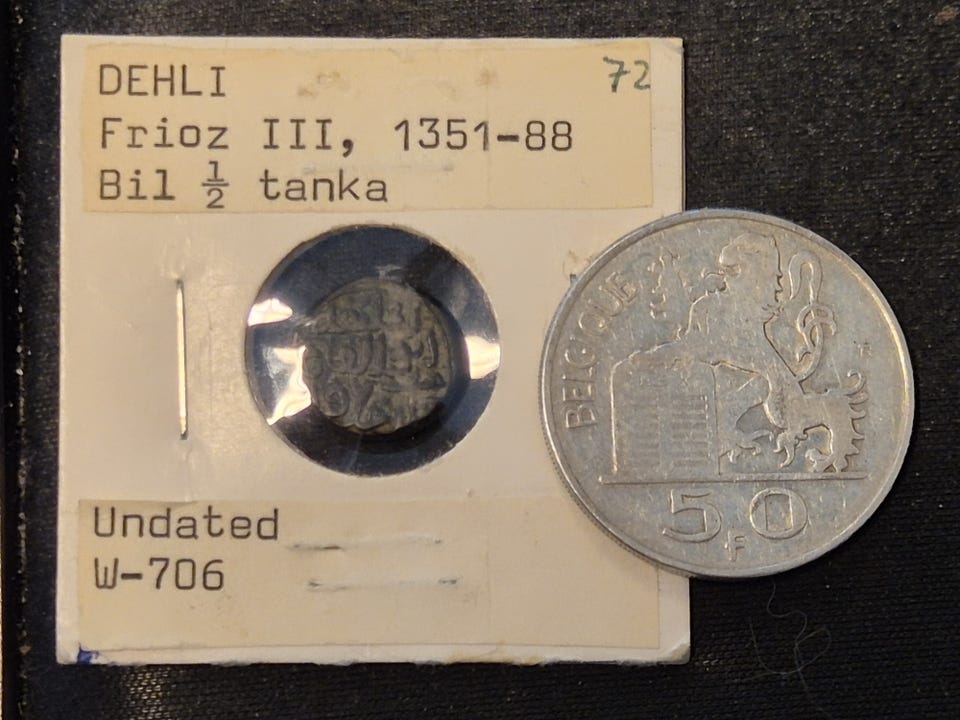 DEHLI 72
Frioz III, 1351-88
Bil ½ tanka
BELGIQUE
50
F
Undated
W-706